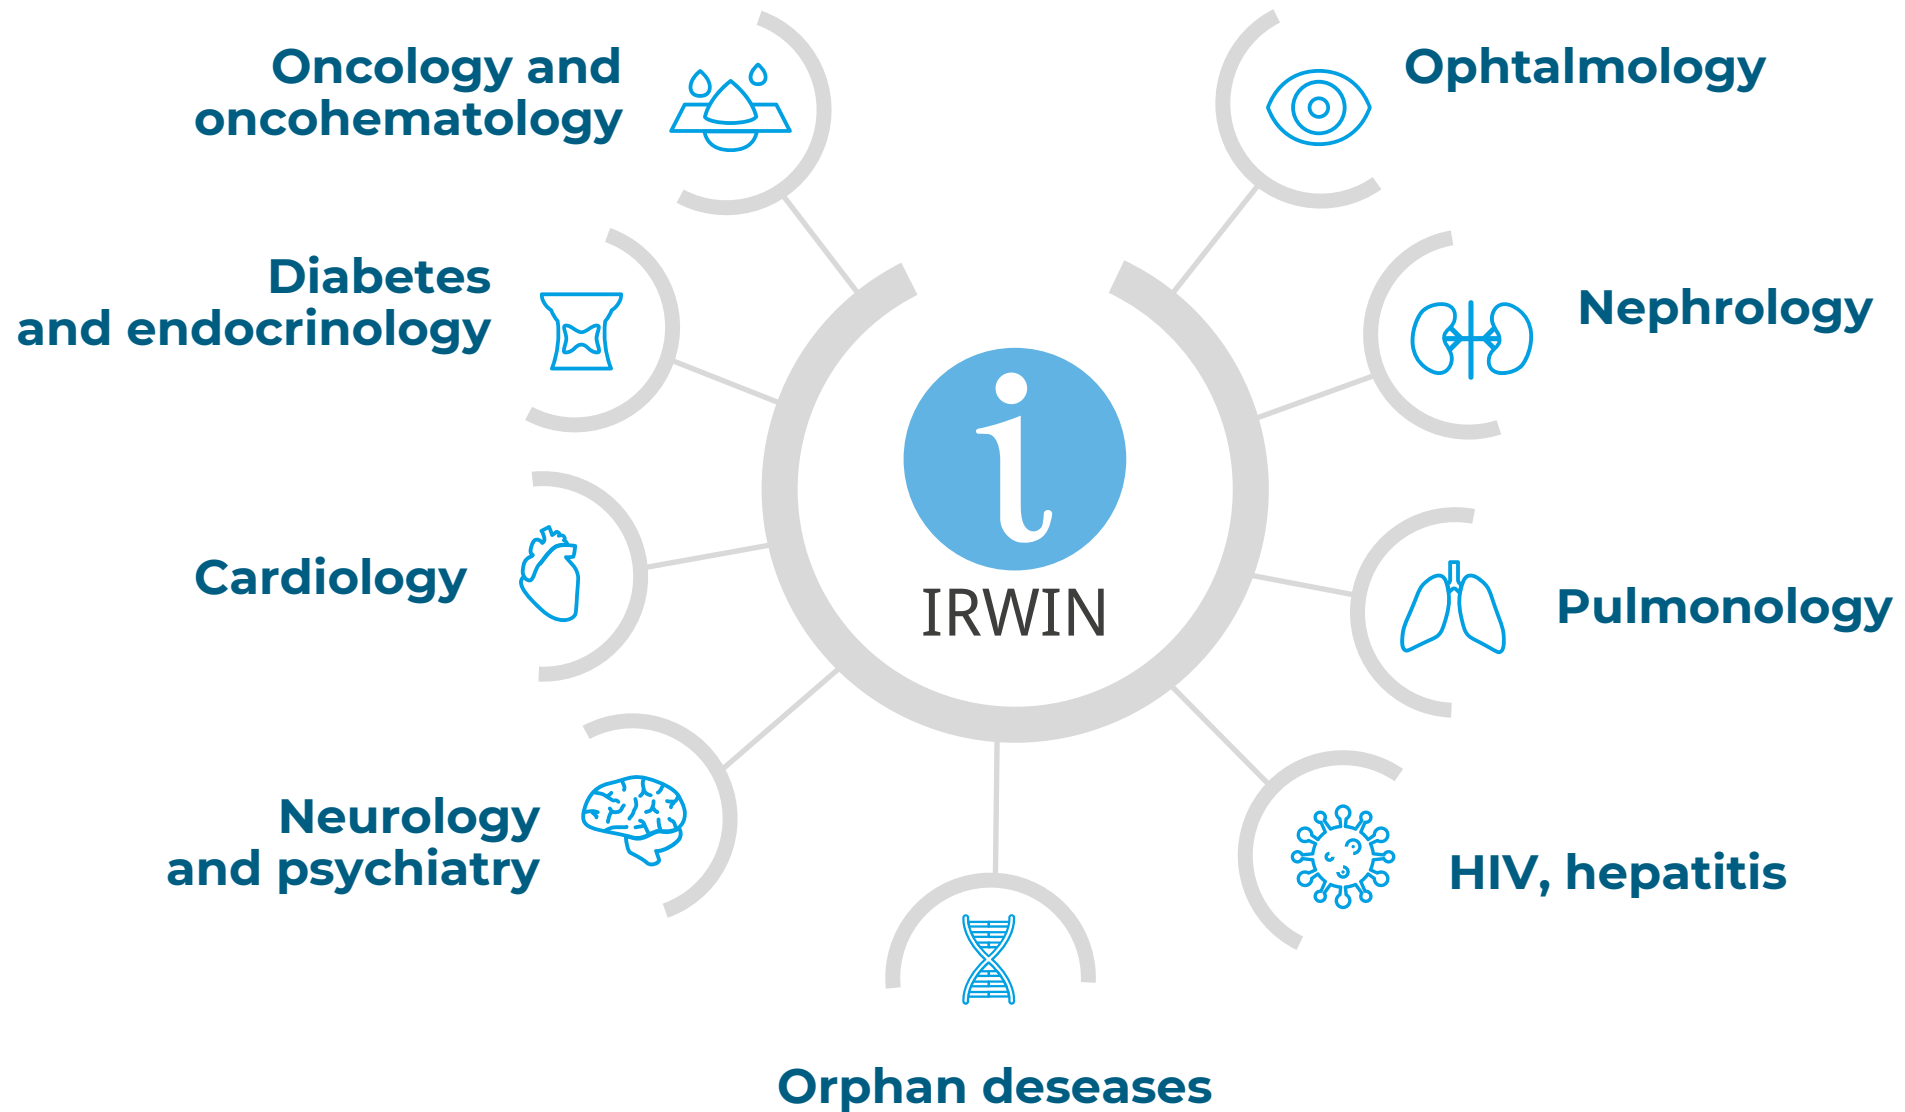 Oncology and
oncohematology
Ophtalmology
Diabetes
and endocrinology
Nephrology
i
IRWIN
Cardiology
Pulmonology
Neurology
and psychiatry
HIV, hepatitis
Orphan deseases